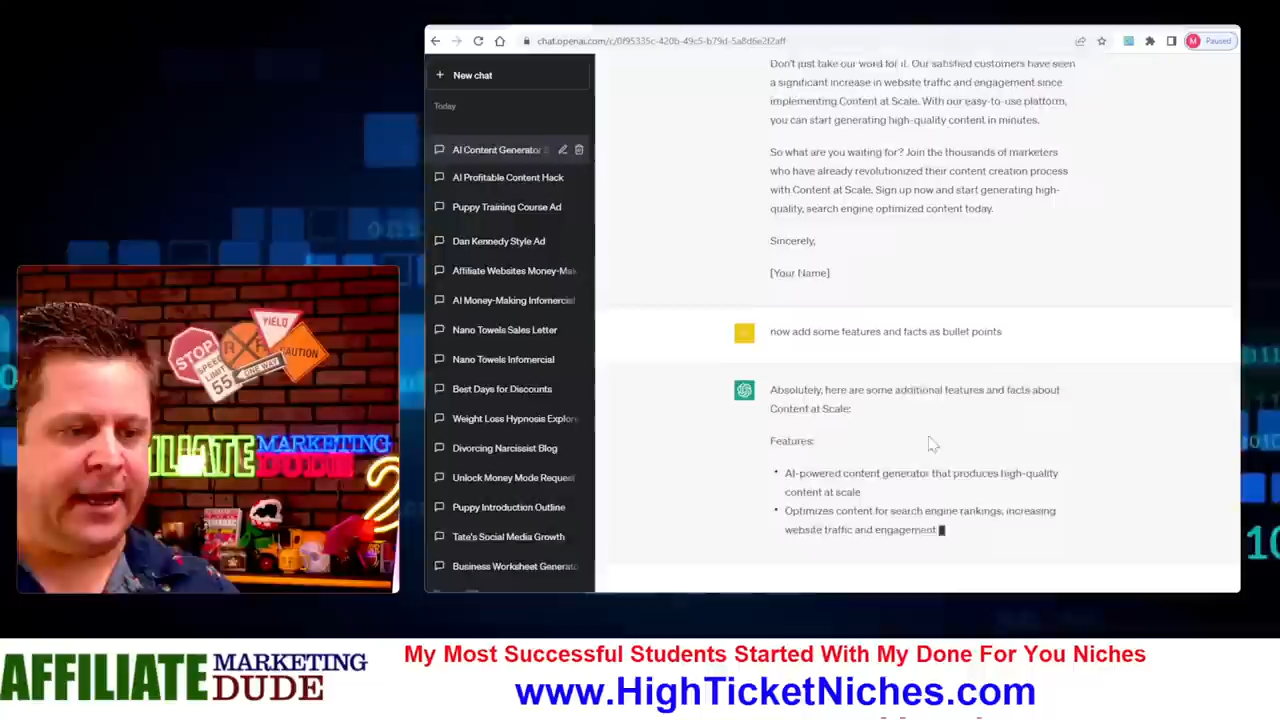 chat.openai.com/c/0f95335c-420b-49c5-b79d-5a8d6e2f2aff
Paused
New chat
Today
AI Content Generator
AI Profitable Content Hack
Puppy Training Course Ad
Dan Kennedy Style Ad
Affiliate Websites Money-Mak
AI Money-Making Infomercial
Nano Towels Sales Letter
Nano Towels Infomercial
Best Days for Discounts
Weight Loss Hypnosis Explor
Divorcing Narcissist Blog
Unlock Money Mode Request
Puppy Introduction Outline
Tate's Social Media Growth
Business Worksheet Generato
Don't just take our word for it. Our satisfied customers have seen
a significant increase in website traffic and engagement since
implementing Content at Scale. With our easy-to-use platform,
you can start generating high-quality content in minutes.
So what are you waiting for? Join the thousands of marketers
who have already revolutionized their content creation process
with Content at Scale. Sign up now and start generating high-
quality, search engine optimized content today.
Sincerely,
[Your Name]
now add some features and facts as bullet points
Absolutely, here are some additional features and facts about
Content at Scale:
Features:
• AI-powered content generator that produces high-quality
content at scale
• Optimizes content for search engine rankings, increasing
website traffic and engagement
YIELD
STOP
R
CAUTION
SPEED
LIMIT
55
ONE WAY
ILIATE MARKETING
DUDE
2
10
AFFILIATE MARKETING
DUDE
My Most Successful Students Started With My Done For You Niches
www.HighTicketNiches.com